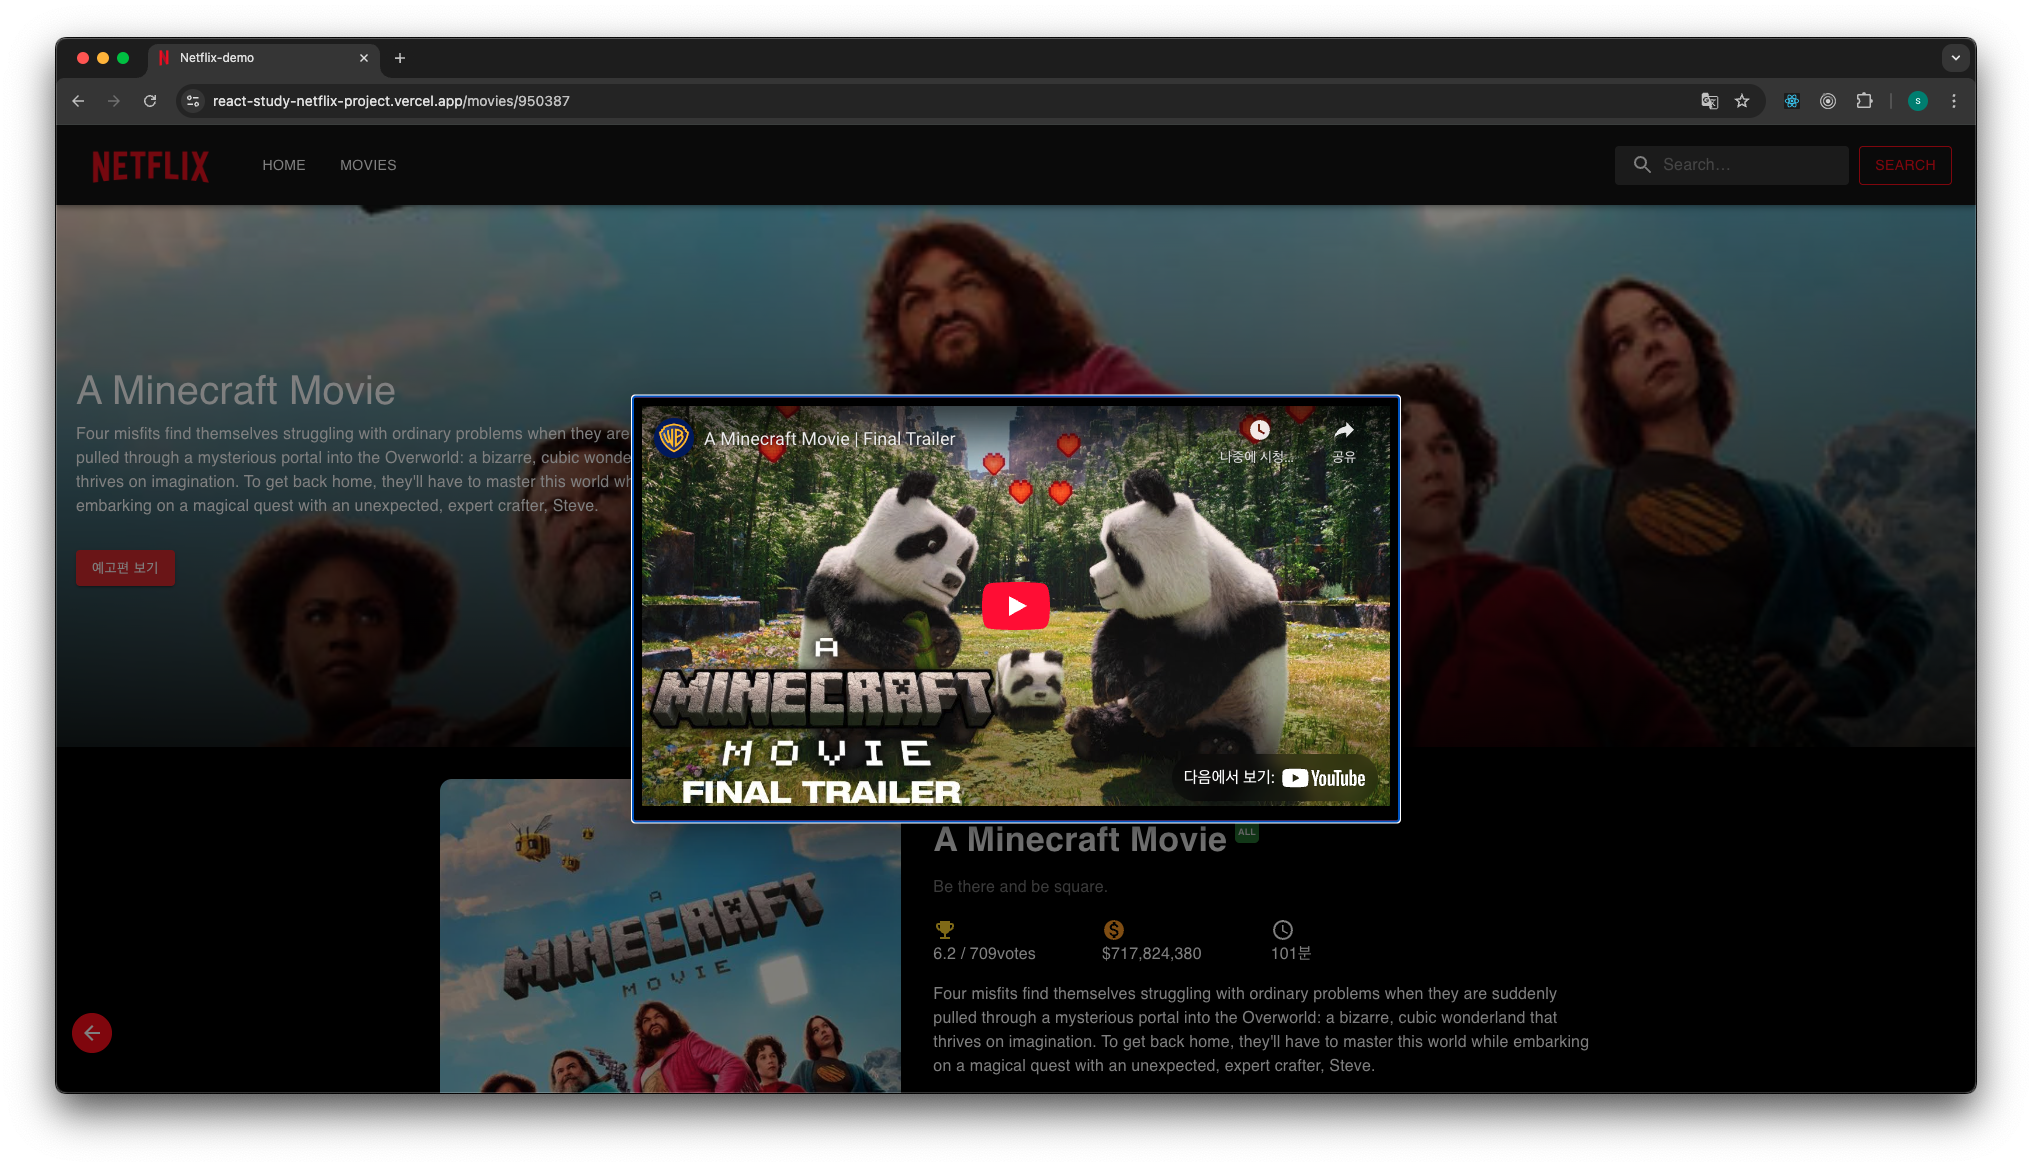 Netflix-demo
react-study-netflix-project.vercel.app/movies/950387
S
NETFLIX
HOME
MOVIES
Search...
SEARCH
A Minecraft Movie
Four misfits find themselves struggling with ordinary problems when they are
pulled through a mysterious portal into the Overworld: a bizarre, cubic
thrives on imagination. To get back home, they'll have to master this world
embarking on a magical quest with an unexpected, expert crafter, Steve.
예고편 보기
WB
A Minecraft Movie | Final Trailer
나중에 시청...
공유
A
MINECRAFT
MOVIE
FINAL TRAILER
다음에서 보기: YouTube
A
MINECRAFT
MOVIE
A Minecraft Movie ALL
Be there and be square.
6.2 / 709votes
$717,824,380
101분
Four misfits find themselves struggling with ordinary problems when they are suddenly
pulled through a mysterious portal into the Overworld: a bizarre, cubic wonderland that
thrives on imagination. To get back home, they'll have to master this world while embarking
on a magical quest with an unexpected, expert crafter, Steve.